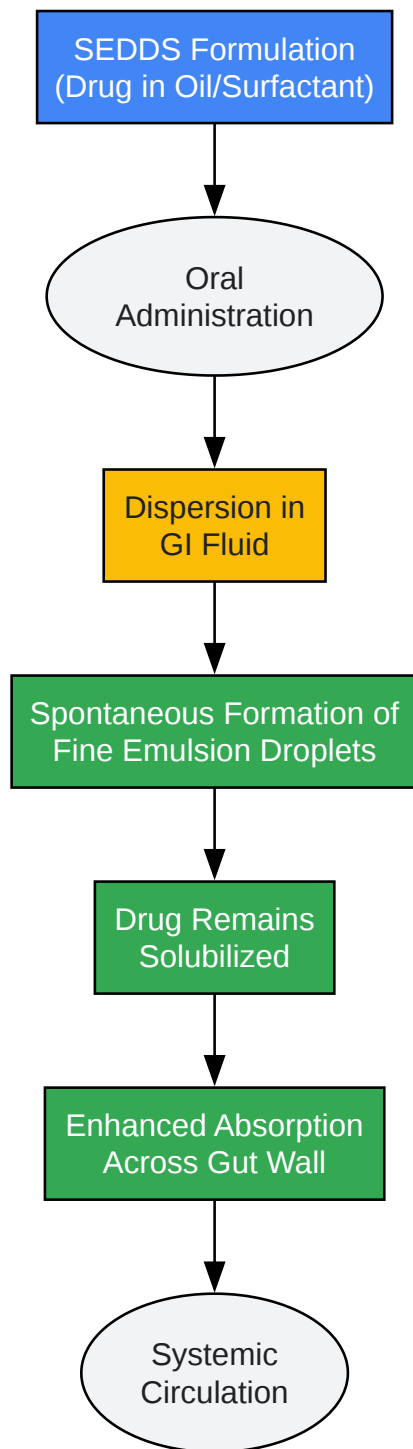 SEDDS Formulation
(Drug in Oil/Surfactant)
Oral
Administration
Dispersion in
GI Fluid
Spontaneous Formation of
Fine Emulsion Droplets
Drug Remains
Solubilized
Enhanced Absorption
Across Gut Wall
Systemic
Circulation